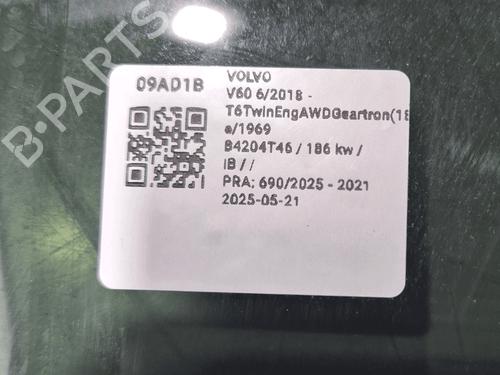 B-PARTS
09AD1B
VOLVO
V60 6/2018 -
T6TwinEngAWDGeartron(18
e/1969
B4204T46 / 186 kw /
IB / /
PRA; 690/2025 - 2021
2025-05-21